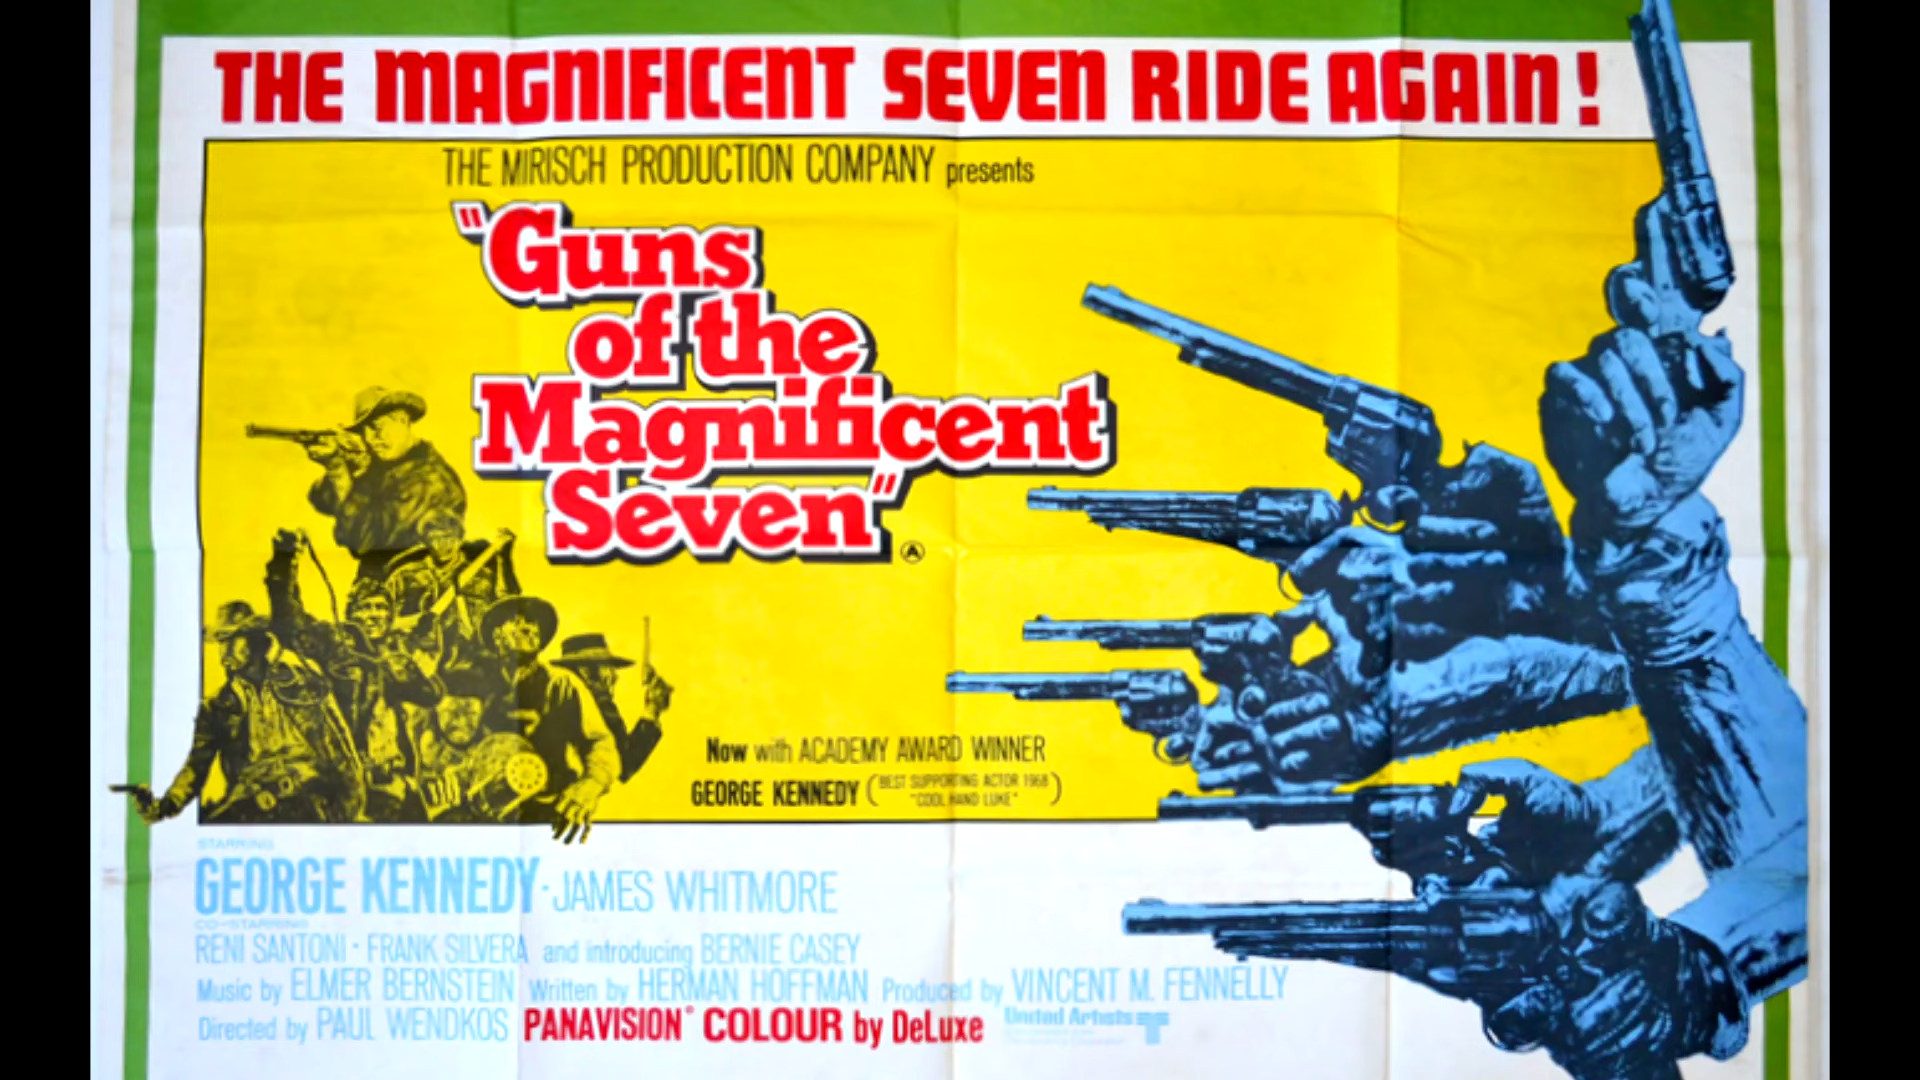 THE MAGNIFICENT SEVEN RIDE AGAIN!
THE MIRISCH PRODUCTION COMPANY presents
"Guns
of the
Magnificent
Seven"
A
Now with ACADEMY AWARD WINNER
GEORGE KENNEDY (BEST SUPPORTING ACTOR 1968
"COOL HAND LUKE")
STARRING
GEORGE KENNEDY · JAMES WHITMORE
CO-STARRING
RENI SANTONI · FRANK SILVERA and introducing BERNIE CASEY
Music by ELMER BERNSTEIN Written by HERMAN HOFFMAN Produced by VINCENT M. FENNELLY
Directed by PAUL WENDKOS PANAVISION® COLOUR by DeLuxe United Artists